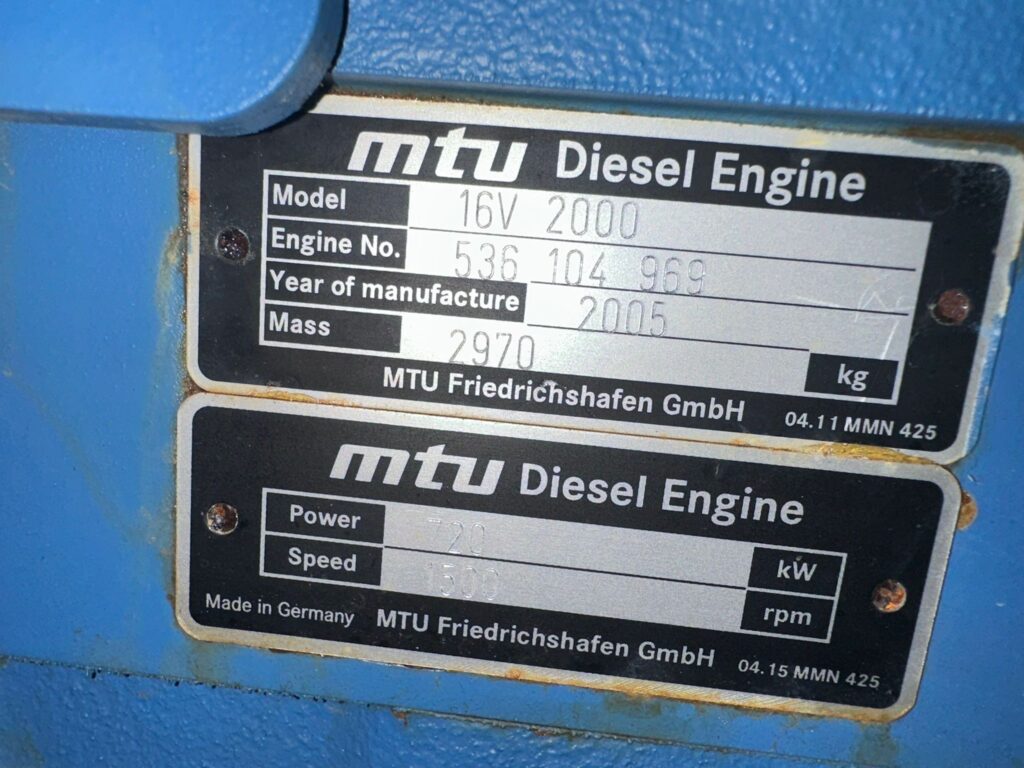 mtu Diesel Engine
Model 16V 2000
Engine No. 536 104 969
Year of manufacture 2005
Mass 2970 kg
MTU Friedrichshafen GmbH 04.11 MMN 425
mtu Diesel Engine
Power 720 kW
Speed 1500 rpm
Made in Germany MTU Friedrichshafen GmbH 04.15 MMN 425